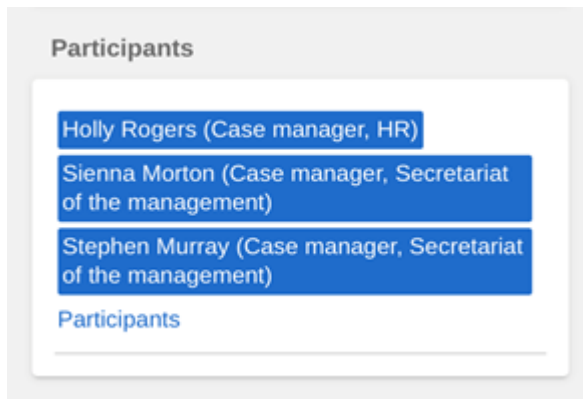 Participants
Holly Rogers (Case manager, HR)
Sienna Morton (Case manager, Secretariat
of the management)
Stephen Murray (Case manager, Secretariat
of the management)
Participants